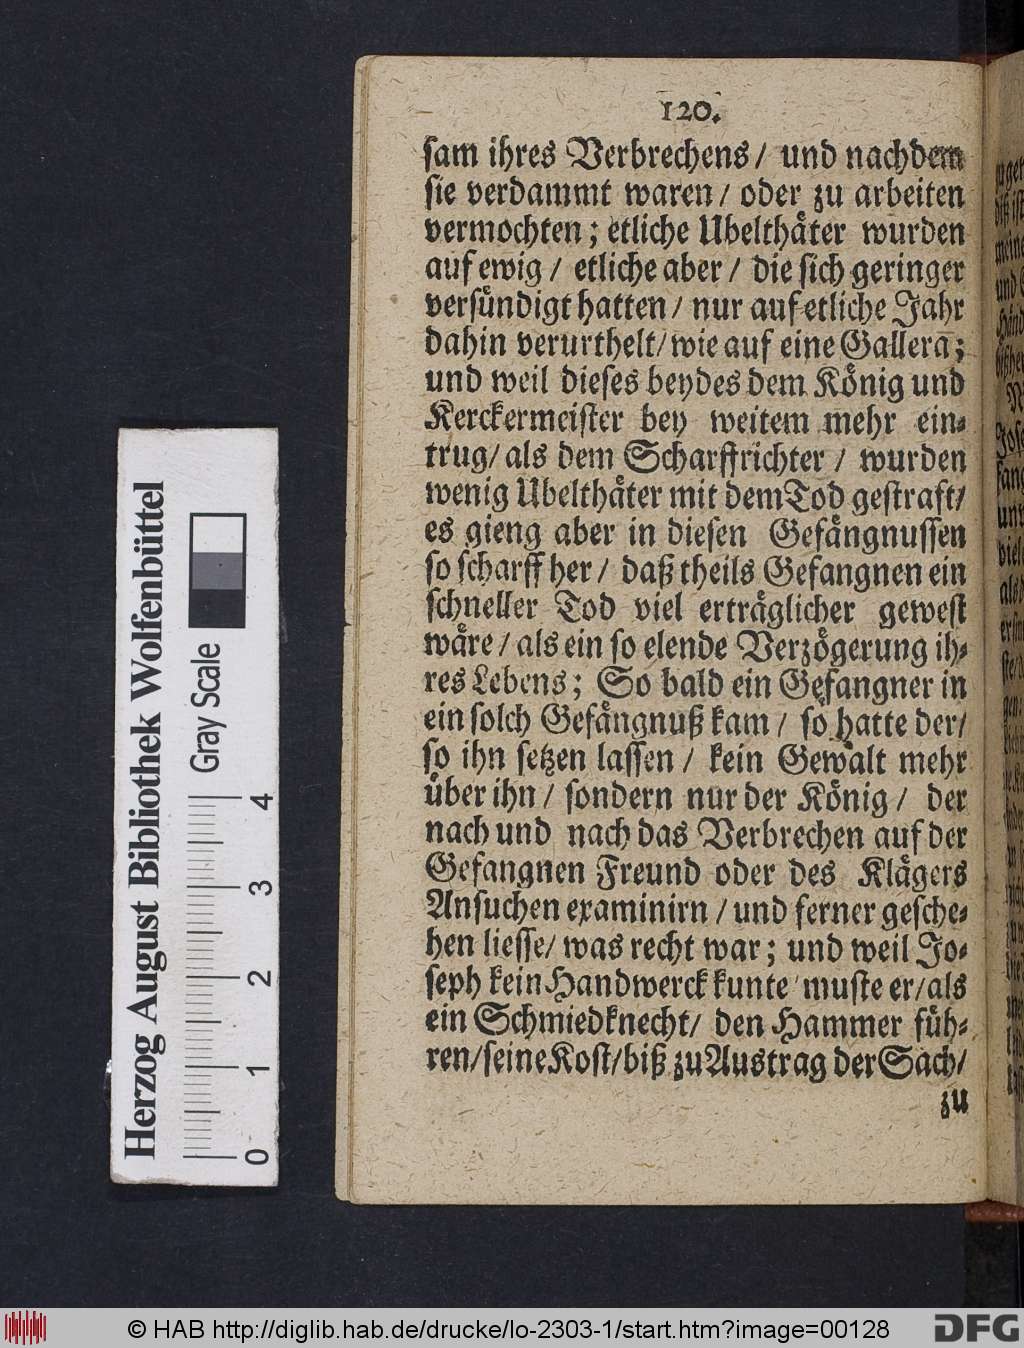 120.
sam ihres Verbrechens / und nachdem
sie verdammt waren / oder zu arbeiten
vermochten; etliche Ubelthäter wurden
auf ewig / etliche aber / die sich geringer
versündigt hatten / nur auf etliche Jahr
dahin verurthelt / wie auf eine Gallera;
und weil dieses beydes dem König und
Kerckermeister bey weitem mehr ein-
trug / als dem Scharffrichter / wurden
wenig Ubelthäter mit dem Tod gestraft /
es gieng aber in diesen Gefängnussen
so scharff her / daß theils Gefangnen ein
schneller Tod viel erträglicher gewest
wäre / als ein so elende Verzögerung ih-
res Lebens; So bald ein Gefangner in
ein solch Gefängnuß kam / so hatte der /
so ihn setzen lassen / kein Gewalt mehr
über ihn / sondern nur der König / der
nach und nach das Verbrechen auf der
Gefangnen Freund oder des Klägers
Ansuchen examinirn / und ferner gesche-
hen liesse / was recht war; und weil Jo-
seph kein Handwerck kunte / muste er / als
ein Schmiedknecht / den Hammer füh-
ren / seine Kost / biß zu Austrag der Sach /
zu
Herzog August Bibliothek Wolfenbüttel
Gray Scale
0 1 2 3 4
© HAB http://diglib.hab.de/drucke/lo-2303-1/start.htm?image=00128
DFG